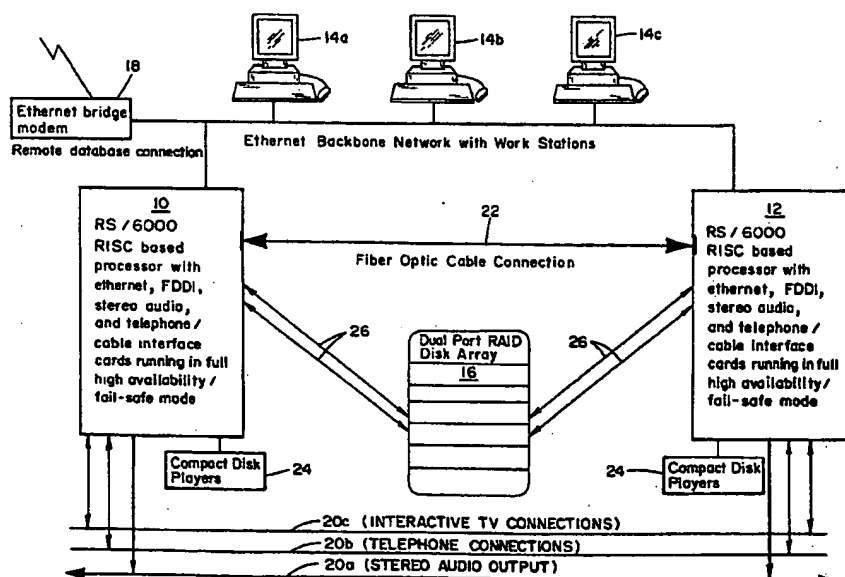 14a
14b
14c
18
Ethernet bridge
modem
Remote database connection
Ethernet Backbone Network with Work Stations
10
RS/6000
RISC based
processor with
ethernet, FDDI,
stereo audio,
and telephone/
cable interface
cards running in full
high availability/
fail-safe mode
22
Fiber Optic Cable Connection
12
RS/6000
RISC based
processor with
ethernet, FDDI,
stereo audio,
and telephone/
cable interface
cards running in full
high availability/
fail-safe mode
26
Dual Port RAID
Disk Array
16
26
Compact Disk
Players
24
24
Compact Disk
Players
20c (INTERACTIVE TV CONNECTIONS)
20b (TELEPHONE CONNECTIONS)
20a (STEREO AUDIO OUTPUT)